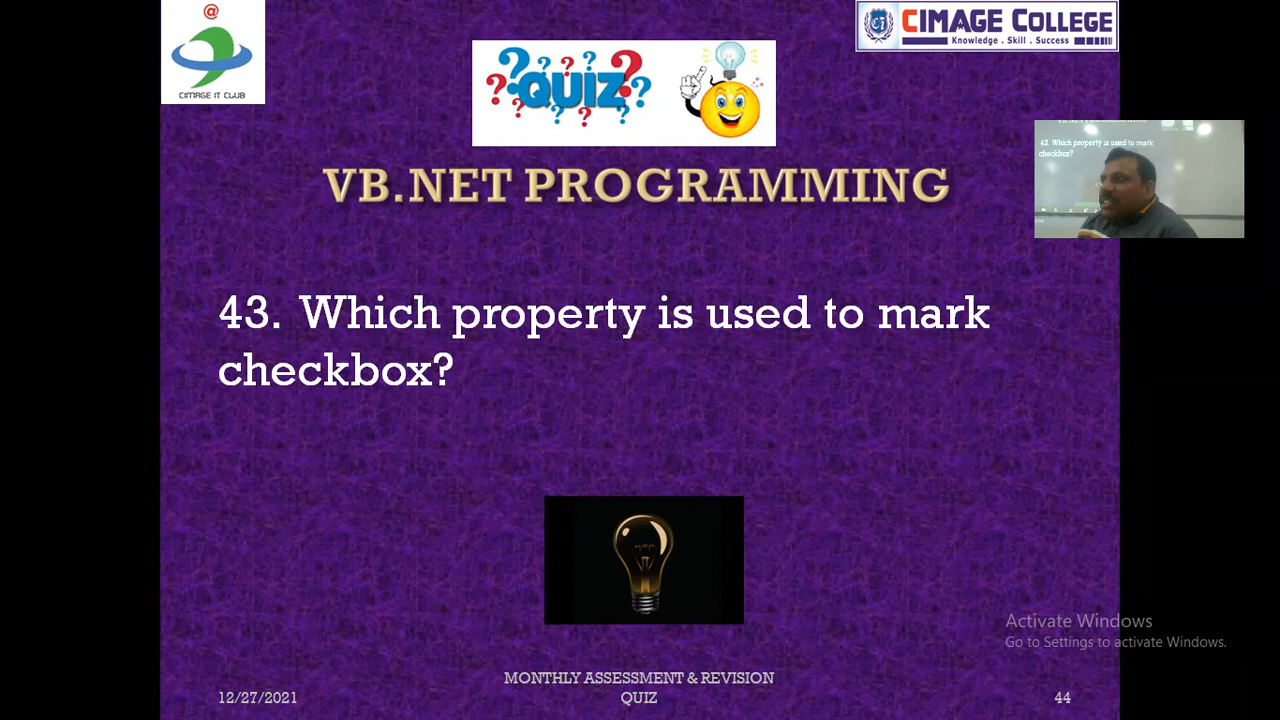 @
CIMAGE IT CLUB
CIMAGE COLLEGE
Knowledge . Skill . Success
QUIZ
VB.NET PROGRAMMING
43. Which property is used to mark
checkbox?
43. Which property is used to mark
checkbox?
Activate Windows
Go to Settings to activate Windows.
12/27/2021
MONTHLY ASSESSMENT & REVISION
QUIZ
44